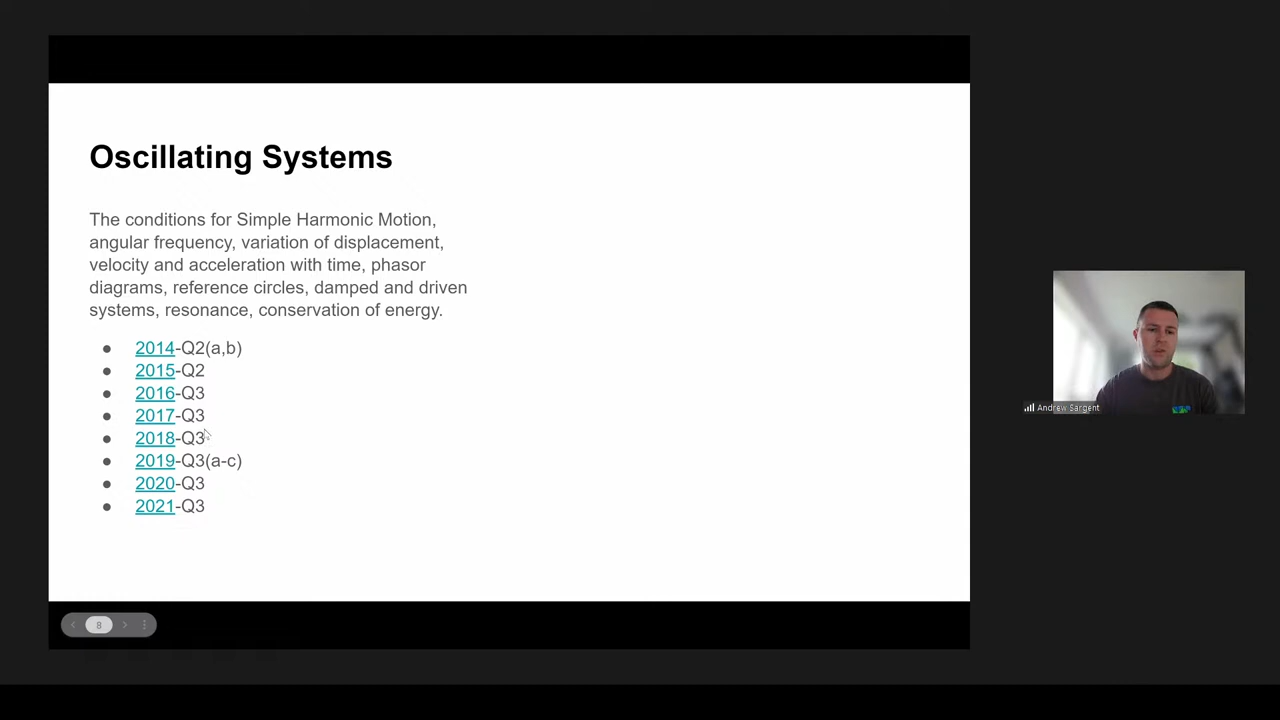 Oscillating Systems
The conditions for Simple Harmonic Motion,
angular frequency, variation of displacement,
velocity and acceleration with time, phasor
diagrams, reference circles, damped and driven
systems, resonance, conservation of energy.
● 2014-Q2(a,b)
● 2015-Q2
● 2016-Q3
● 2017-Q3
● 2018-Q3
● 2019-Q3(a-c)
● 2020-Q3
● 2021-Q3
8
Andrew Sargent